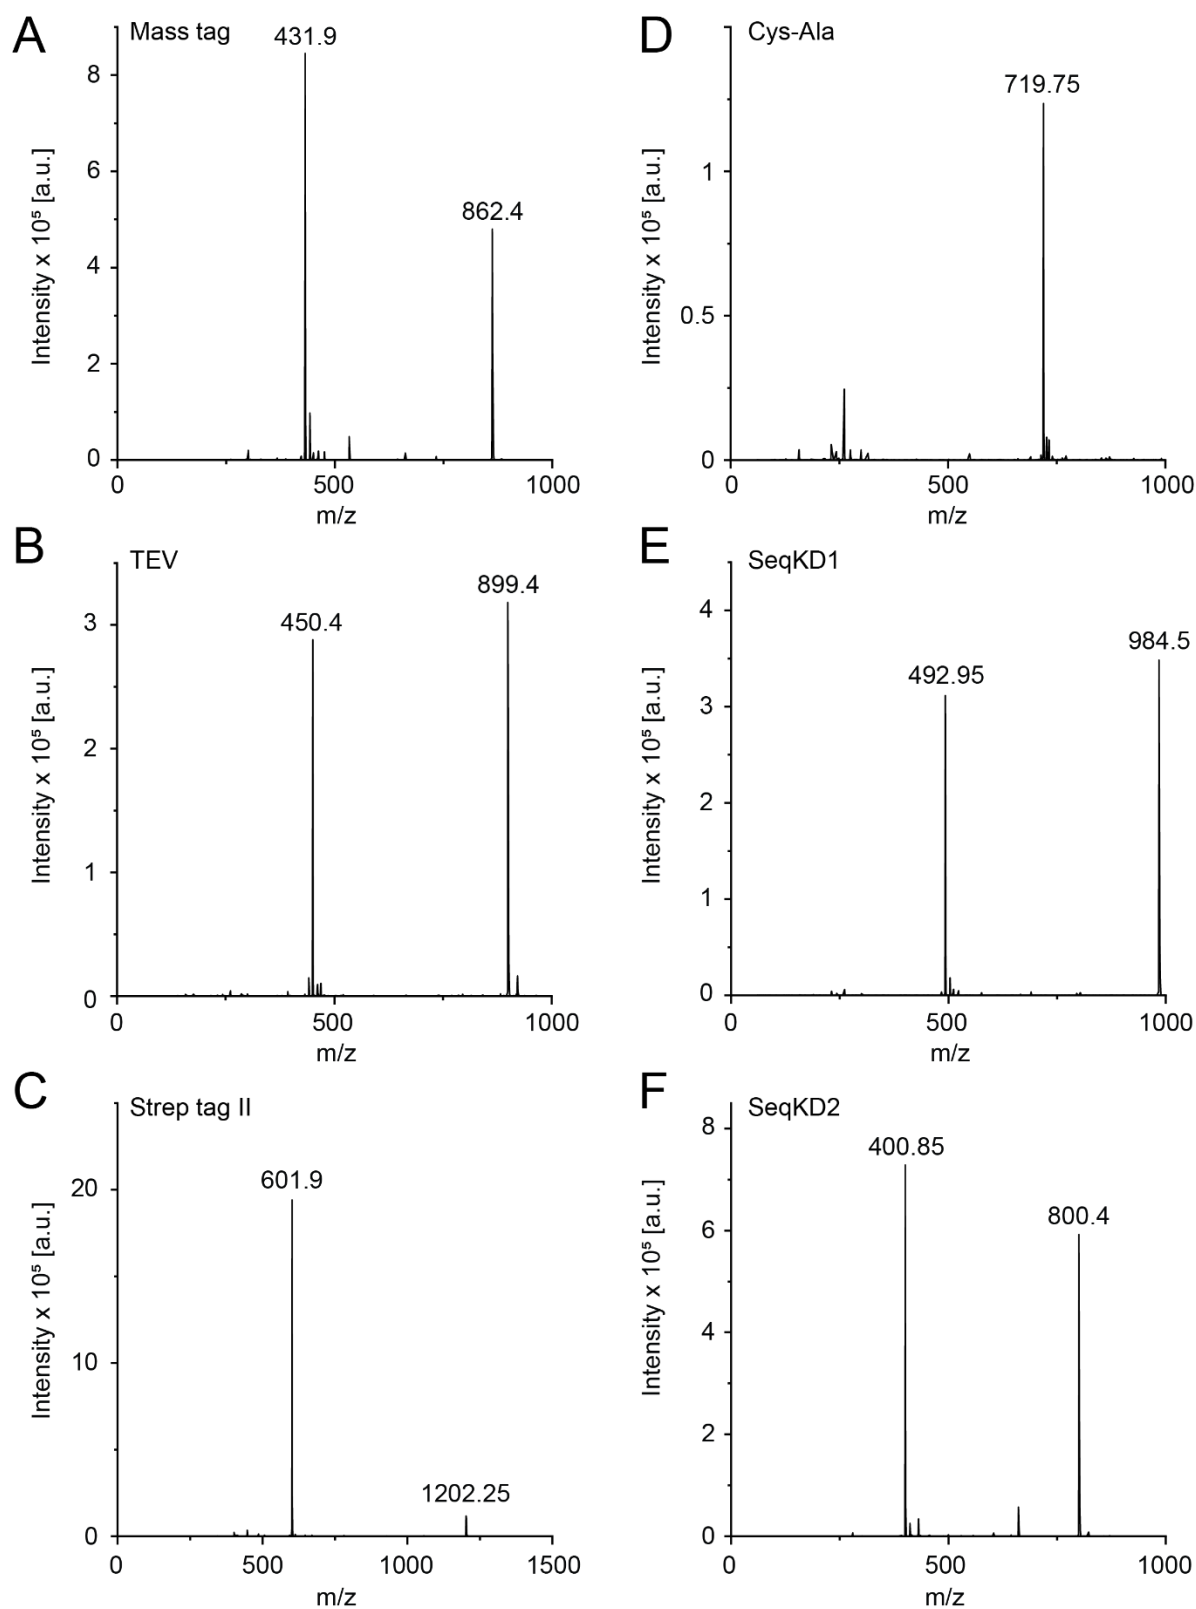 A
Mass tag
431.9
862.4
Intensity x 10⁵ [a.u.]
8
6
4
2
0
0
500
1000
m/z
B
TEV
450.4
899.4
Intensity x 10⁵ [a.u.]
3
2
1
0
0
500
1000
m/z
C
Strep tag II
601.9
1202.25
Intensity x 10⁵ [a.u.]
20
10
0
0
500
1000
1500
m/z
D
Cys-Ala
719.75
Intensity x 10⁵ [a.u.]
1
0.5
0
0
500
1000
m/z
E
SeqKD1
492.95
984.5
Intensity x 10⁵ [a.u.]
4
3
2
1
0
0
500
1000
m/z
F
SeqKD2
400.85
800.4
Intensity x 10⁵ [a.u.]
8
6
4
2
0
0
500
1000
m/z